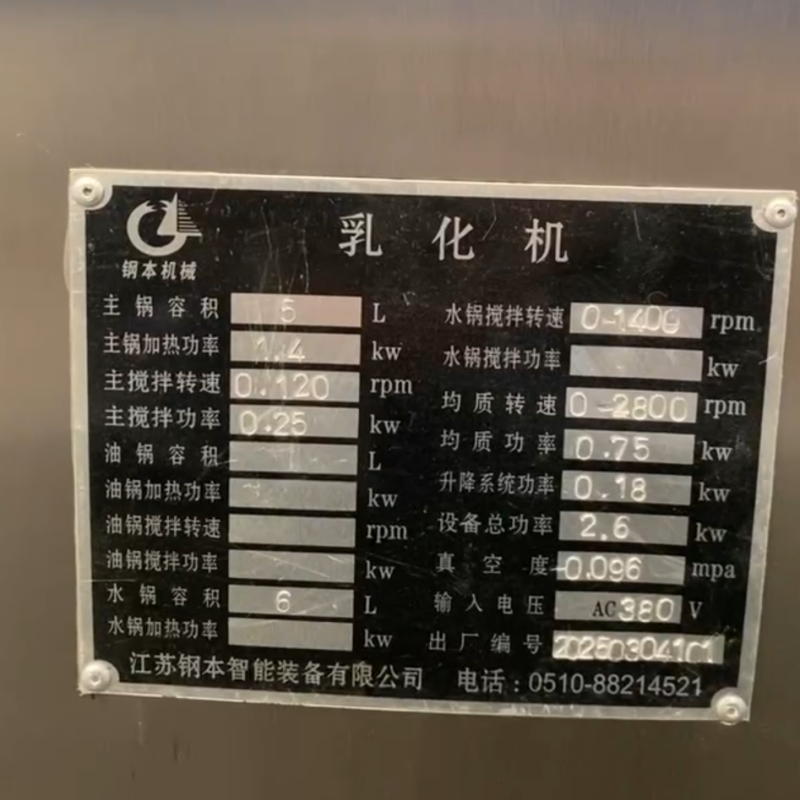 钢本机械
乳化机
主锅容积 5 L
主锅加热功率 1.4 kw
主搅拌转速 0.120 rpm
主搅拌功率 0.25 kw
油锅容积 L
油锅加热功率 kw
油锅搅拌转速 rpm
油锅搅拌功率 kw
水锅容积 6 L
水锅加热功率 kw
水锅搅拌转速 0-1400 rpm
水锅搅拌功率 kw
均质转速 0-2800 rpm
均质功率 0.75 kw
升降系统功率 0.18 kw
设备总功率 2.6 kw
真空度 -0.096 mpa
输入电压 AC380 V
出厂编号 20250304101
江苏钢本智能装备有限公司 电话：0510-88214521